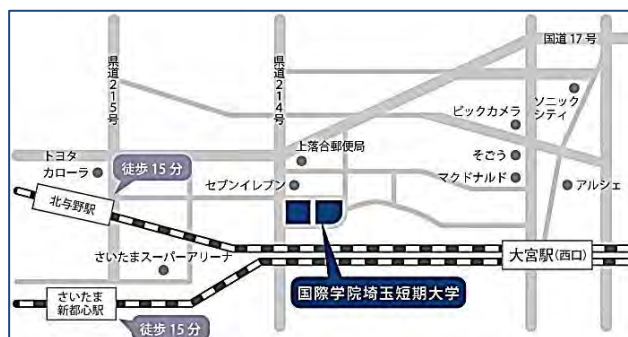 国道17号
県道215号
県道214号
ソニック
シティ
ビックカメラ
上落合郵便局
そごう
トヨタ
カローラ
徒歩15分
セブンイレブン
マクドナルド
アルシェ
北与野駅
さいたまスーパーアリーナ
大宮駅(西口)
国際学院埼玉短期大学
さいたま
新都心駅
徒歩15分